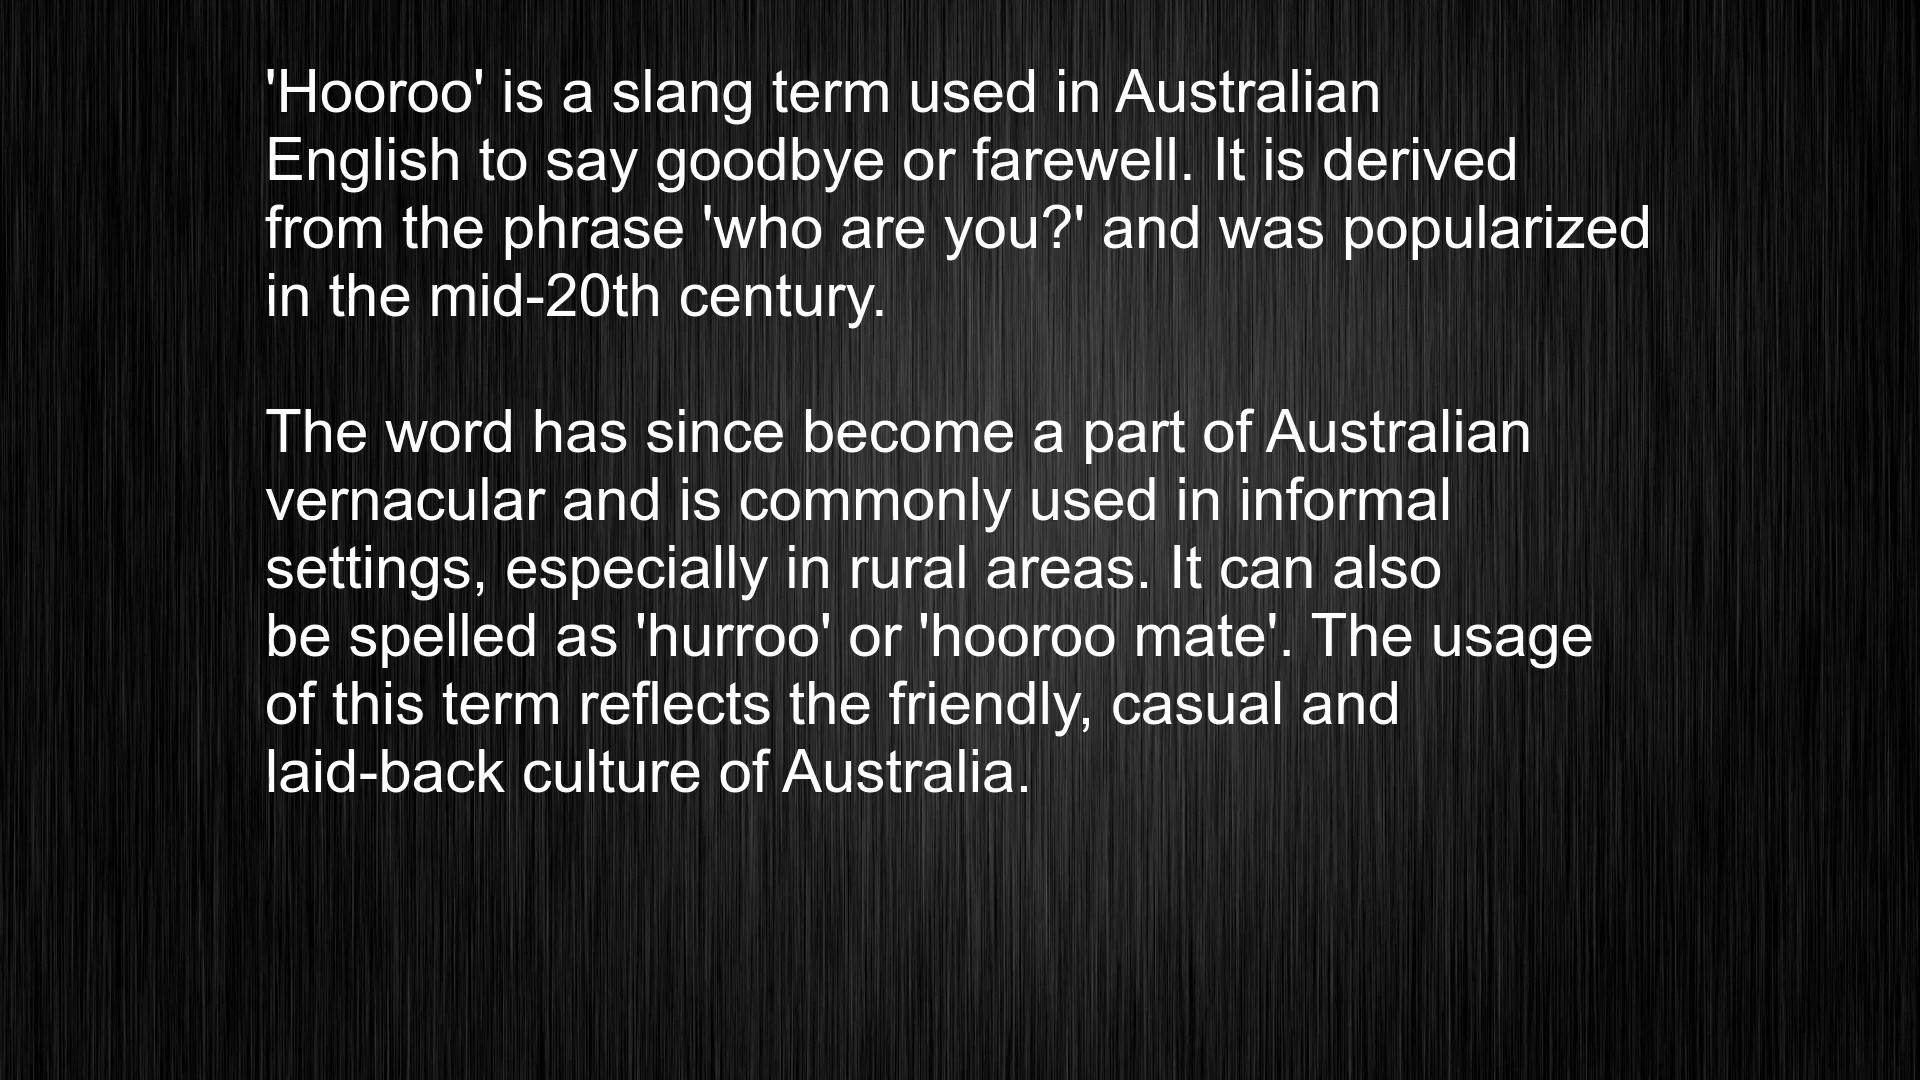 'Hooroo' is a slang term used in Australian
English to say goodbye or farewell. It is derived
from the phrase 'who are you?' and was popularized
in the mid-20th century.
The word has since become a part of Australian
vernacular and is commonly used in informal
settings, especially in rural areas. It can also
be spelled as 'hurroo' or 'hooroo mate'. The usage
of this term reflects the friendly, casual and
laid-back culture of Australia.